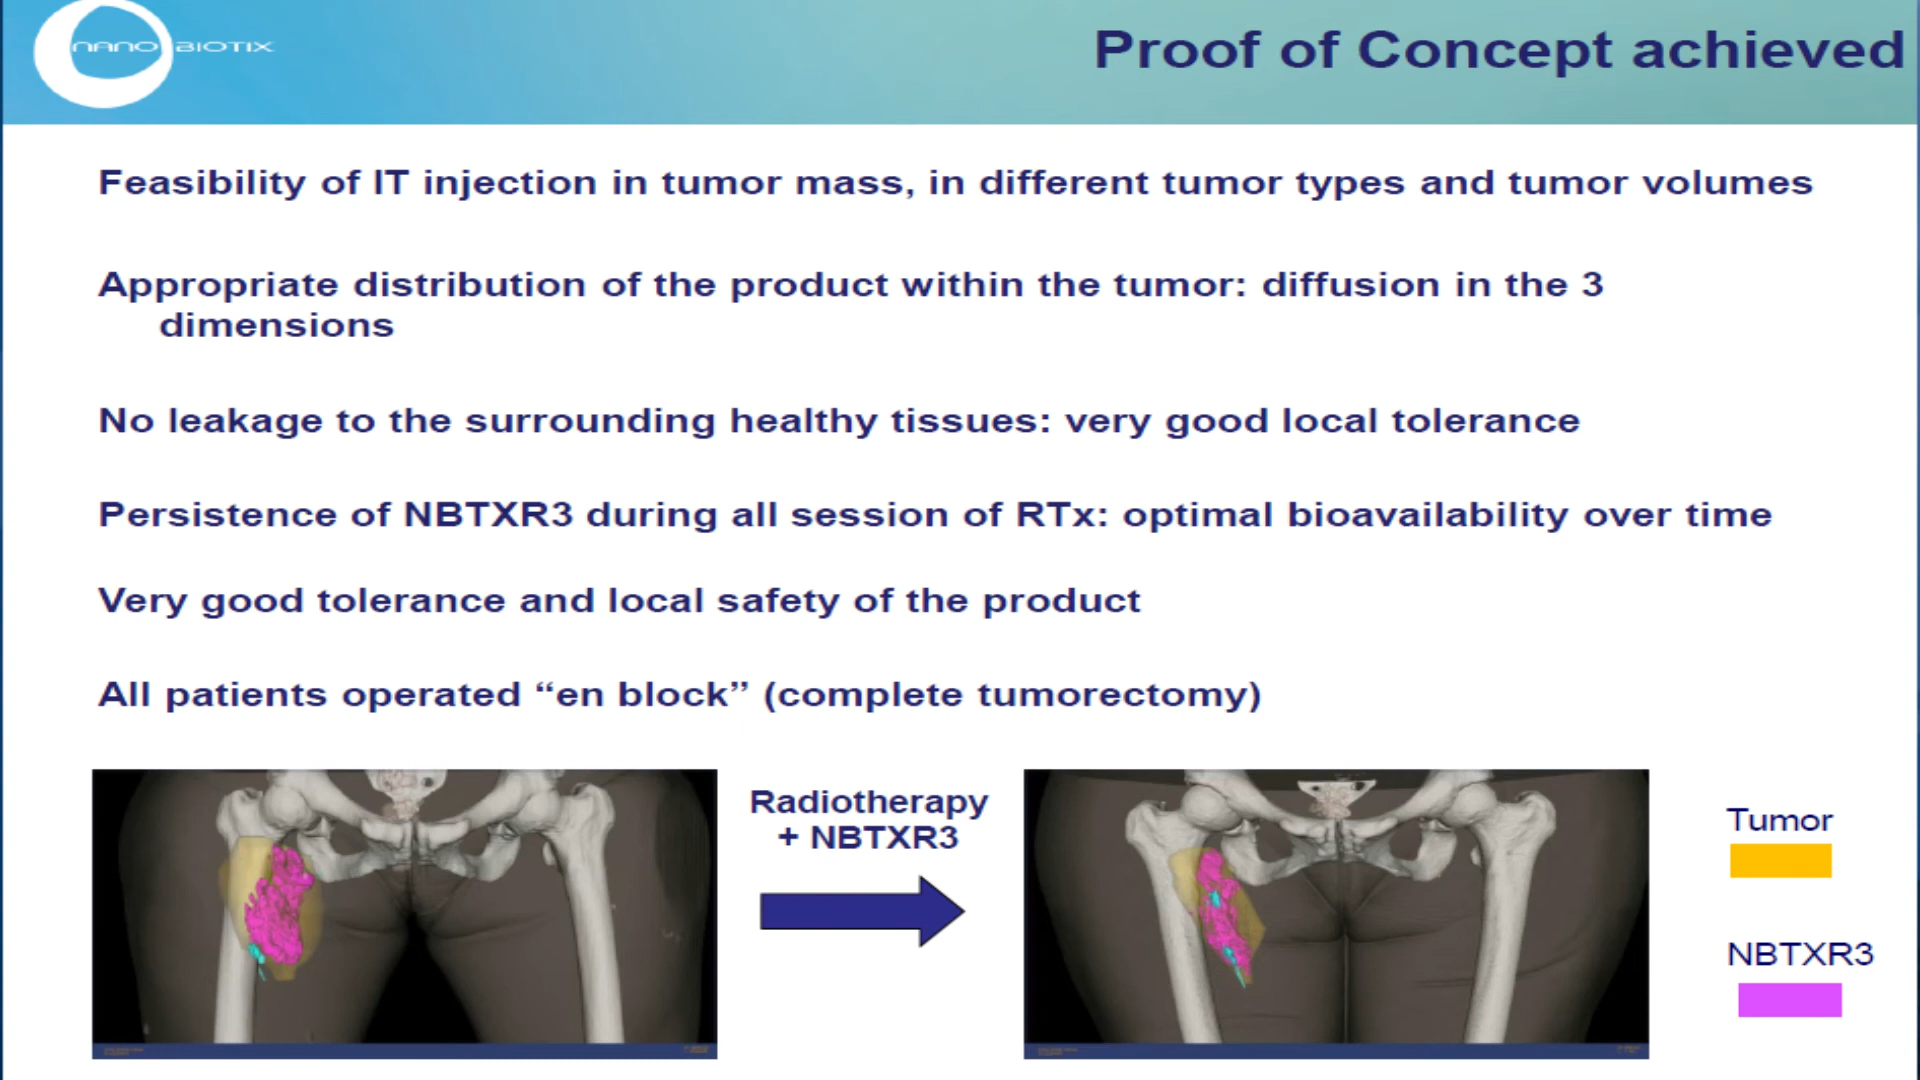 NANO BIOTIX
Proof of Concept achieved
Feasibility of IT injection in tumor mass, in different tumor types and tumor volumes
Appropriate distribution of the product within the tumor: diffusion in the 3
dimensions
No leakage to the surrounding healthy tissues: very good local tolerance
Persistence of NBTXR3 during all session of RTx: optimal bioavailability over time
Very good tolerance and local safety of the product
All patients operated “en block” (complete tumorectomy)
Radiotherapy
+ NBTXR3
Tumor
NBTXR3